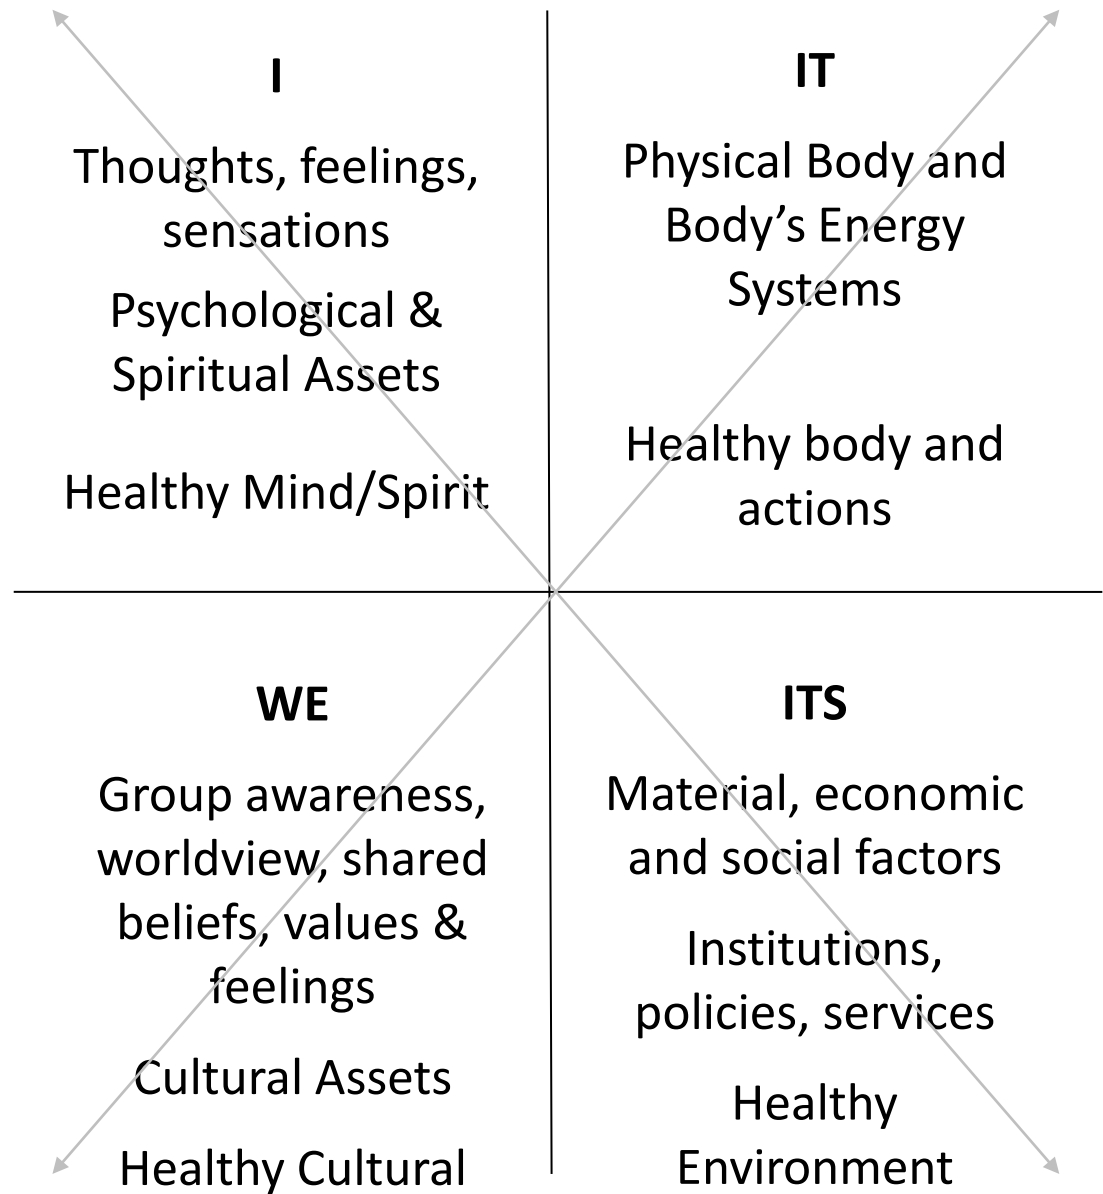 I
Thoughts, feelings,
sensations
Psychological &
Spiritual Assets
Healthy Mind/Spirit
IT
Physical Body and
Body’s Energy
Systems
Healthy body and
actions
WE
Group awareness,
worldview, shared
beliefs, values &
feelings
Cultural Assets
Healthy Cultural
ITS
Material, economic
and social factors
Institutions,
policies, services
Healthy
Environment